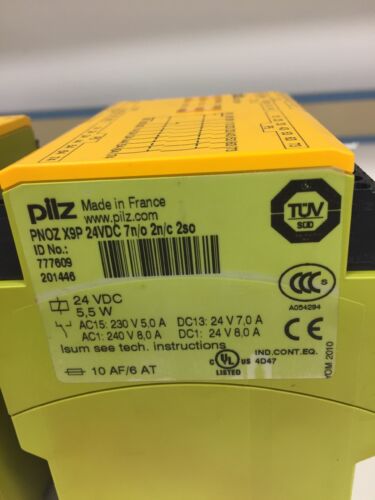 pilz
Made in France
www.pilz.com
PNOZ X9P 24VDC 7n/o 2n/c 2so
ID No.:
777609
201446
24 VDC
5,5 W
AC15: 230 V 5,0 A DC13: 24 V 7,0 A
AC1: 240 V 8,0 A DC1: 24 V 8,0 A
Isum see tech. instructions
10 AF/6 AT
TÜV
SÜD
CCC S
A054294
C UL US
LISTED
IND.CONT.EQ.
4D47
YOM 2010